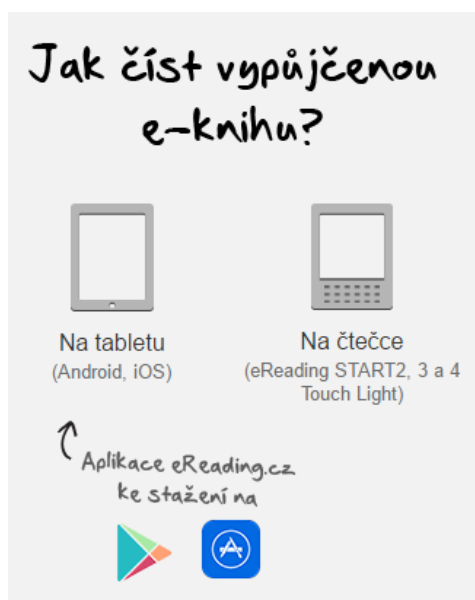 Jak číst vypůjčenou
e-knihu?
Na tabletu
(Android, iOS)
Na čtečce
(eReading START2, 3 a 4
Touch Light)
Aplikace eReading.cz
ke stažení na